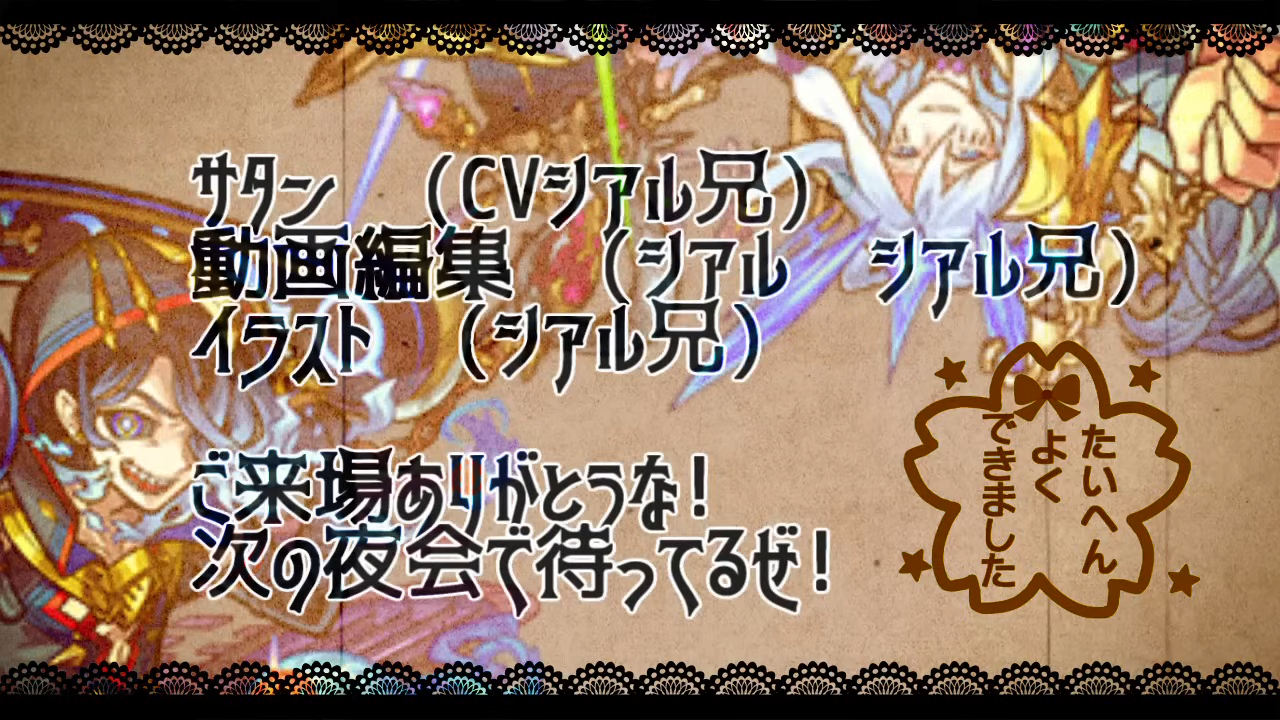 サタン (CVシアル兄)
動画編集 (シアル シアル兄)
イラスト (シアル兄)
ご来場ありがとうな!
次の夜会で待ってるぜ!
たいへん
よく
できました